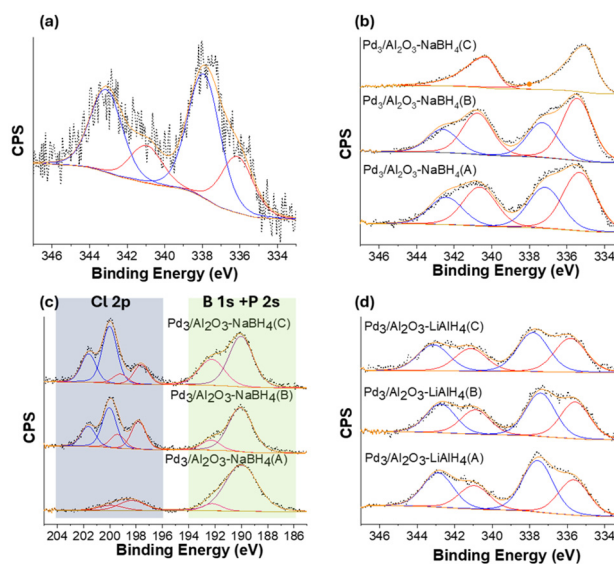 (a)
CPS
346 344 342 340 338 336 334
Binding Energy (eV)
(b)
CPS
Pd₃/Al₂O₃-NaBH₄(C)
Pd₃/Al₂O₃-NaBH₄(B)
Pd₃/Al₂O₃-NaBH₄(A)
346 344 342 340 338 336 334
Binding Energy (eV)
(c) Cl 2p B 1s +P 2s
CPS
Pd₃/Al₂O₃-NaBH₄(C)
Pd₃/Al₂O₃-NaBH₄(B)
Pd₃/Al₂O₃-NaBH₄(A)
204 202 200 198 196 194 192 190 188 186
Binding Energy (eV)
(d)
CPS
Pd₃/Al₂O₃-LiAlH₄(C)
Pd₃/Al₂O₃-LiAlH₄(B)
Pd₃/Al₂O₃-LiAlH₄(A)
346 344 342 340 338 336 334
Binding Energy (eV)